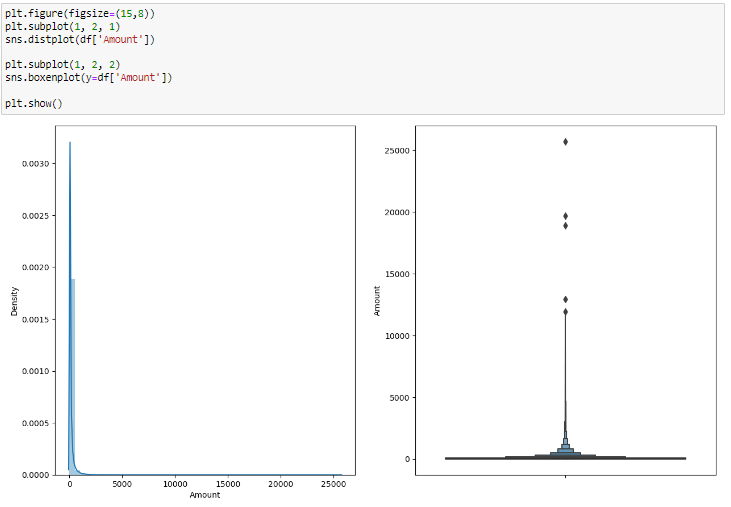 plt.figure(figsize=(15,8))
plt.subplot(1, 2, 1)
sns.distplot(df['Amount'])
plt.subplot(1, 2, 2)
sns.boxenplot(y=df['Amount'])
plt.show()
0.0030
0.0025
0.0020
0.0015
0.0010
0.0005
0.0000
Density
0
5000
10000
15000
20000
25000
Amount
25000
20000
15000
10000
5000
0
Amount